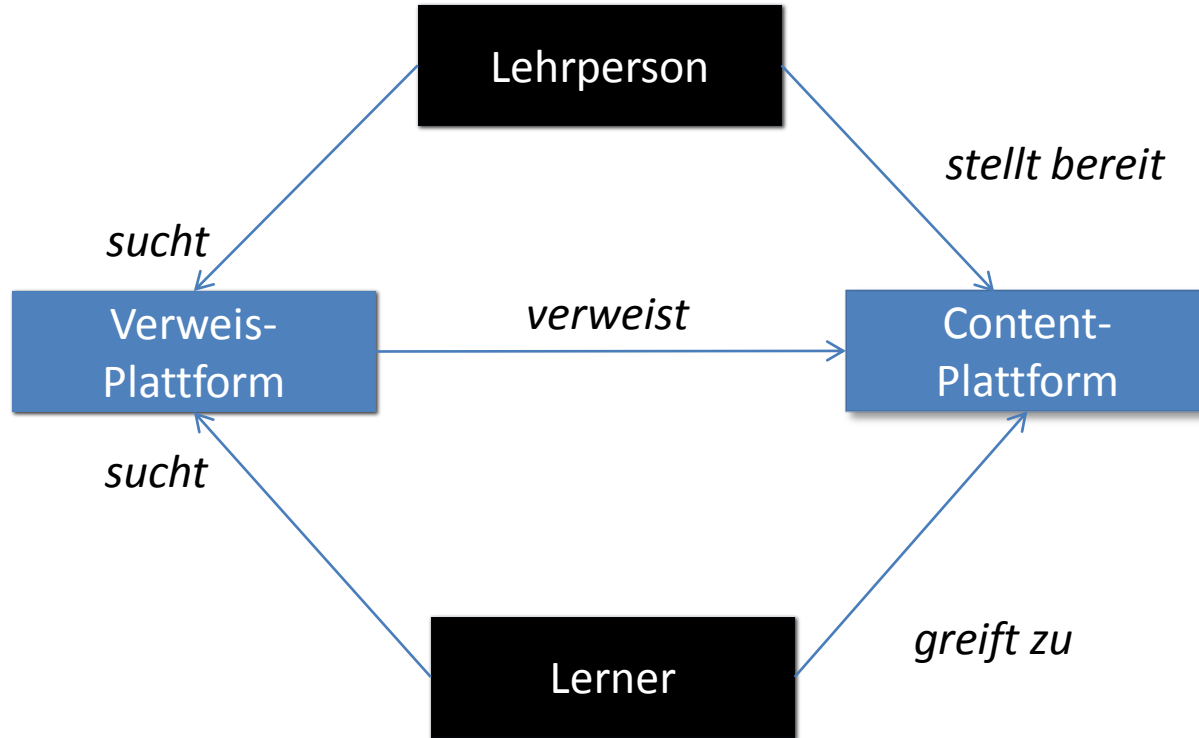 Lehrperson
stellt bereit
sucht
Verweis-
Plattform
verweist
Content-
Plattform
sucht
greift zu
Lerner